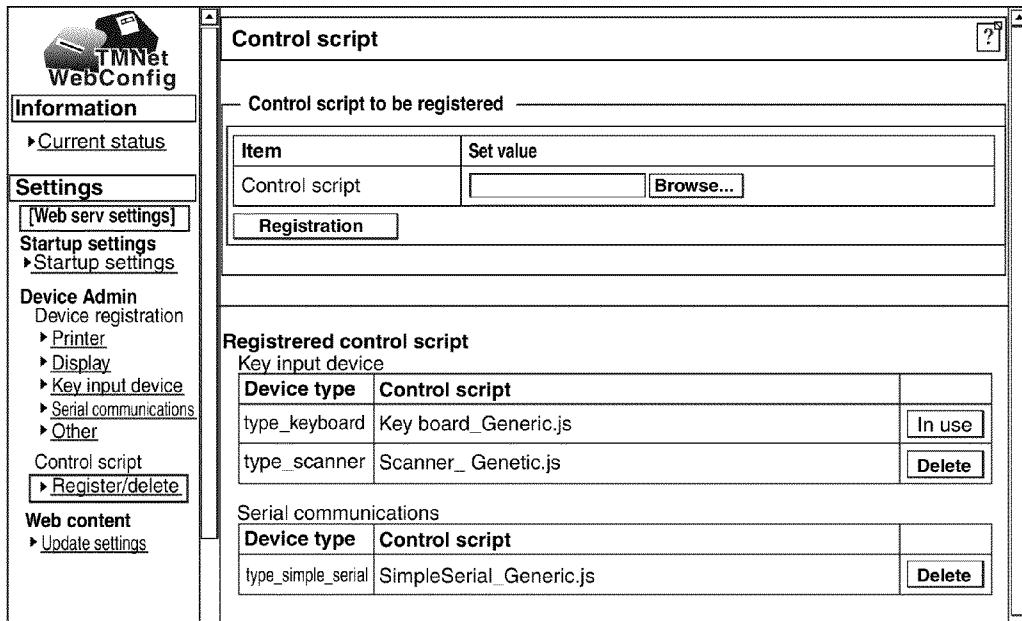 TMNet
WebConfig
Information
Current status
Settings
[Web serv settings]
Startup settings
Startup settings
Device Admin
Device registration
Printer
Display
Key input device
Serial communications
Other
Control script
Register/delete
Web content
Update settings
Control script
?
Control script to be registered
Item Set value
Control script Browse...
Registration
Registrered control script
Key input device
Device type Control script
type_keyboard Key board_Generic.js In use
type_scanner Scanner_ Genetic.js Delete
Serial communications
Device type Control script
type_simple_serial SimpleSerial_Generic.js Delete